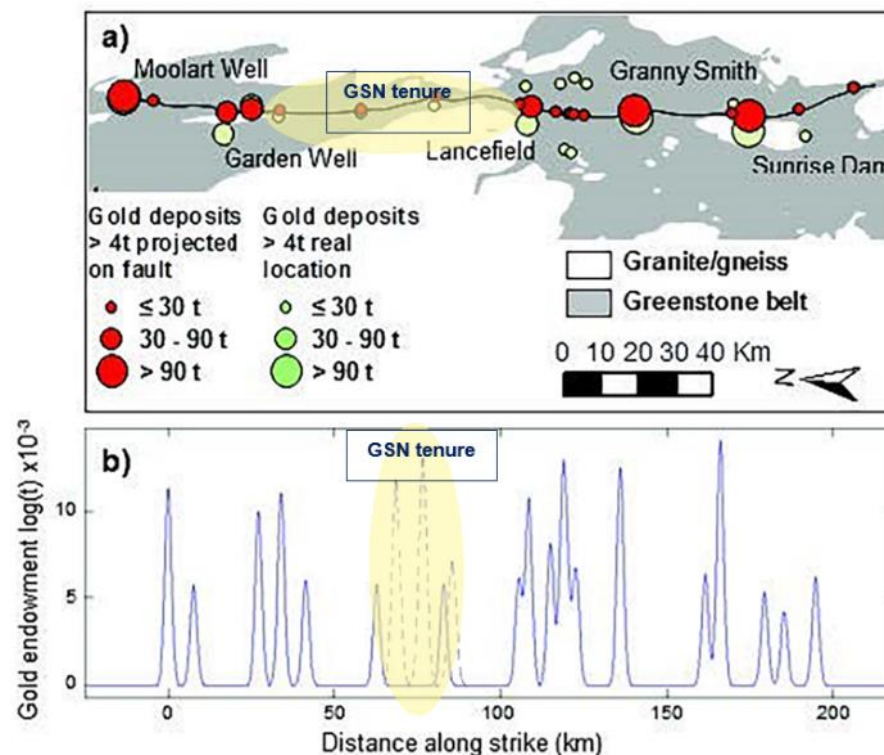 a)
Moolart Well
GSN tenure
Granny Smith
Garden Well
Lancefield
Sunrise Dam
Gold deposits
> 4t projected
on fault
≤ 30 t
30 - 90 t
> 90 t
Gold deposits
> 4t real
location
≤ 30 t
30 - 90 t
> 90 t
Granite/gneiss
Greenstone belt
0 10 20 30 40 Km
N
b)
GSN tenure
Gold endowment log(t) x10-3
10
5
0
0 50 100 150 200
Distance along strike (km)